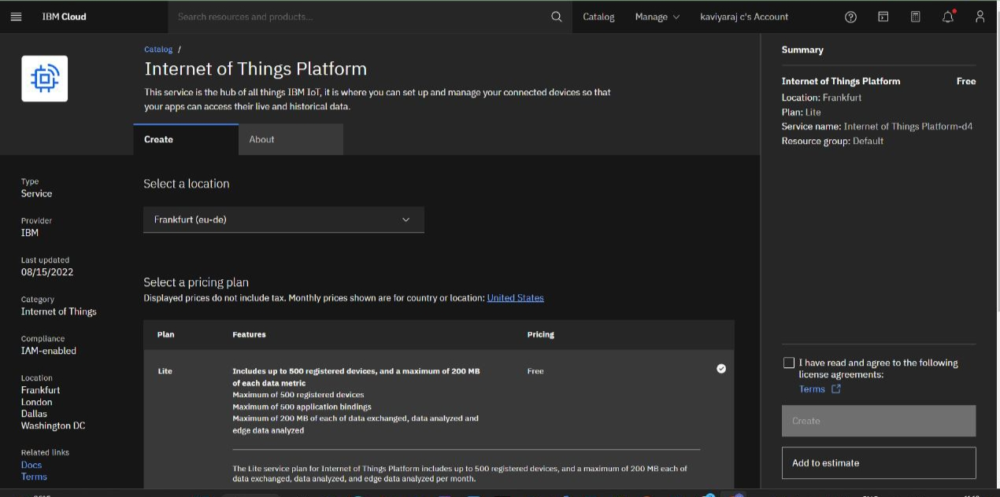 IBM Cloud
Search resources and products...
Catalog
Manage
kaviyaraj c's Account
Catalog /
Internet of Things Platform
This service is the hub of all things IBM IoT, it is where you can set up and manage your connected devices so that
your apps can access their live and historical data.
Create
About
Type
Service
Provider
IBM
Last updated
08/15/2022
Category
Internet of Things
Compliance
IAM-enabled
Location
Frankfurt
London
Dallas
Washington DC
Related links
Docs
Terms
Select a location
Frankfurt (eu-de)
Select a pricing plan
Displayed prices do not include tax. Monthly prices shown are for country or location: United States
Plan Features Pricing
Lite
Includes up to 500 registered devices, and a maximum of 200 MB
of each data metric
Maximum of 500 registered devices
Maximum of 500 application bindings
Maximum of 200 MB of each of data exchanged, data analyzed and
edge data analyzed
Free
The Lite service plan for Internet of Things Platform includes up to 500 registered devices, and a maximum of 200 MB each of
data exchanged, data analyzed, and edge data analyzed per month.
Summary
Internet of Things Platform Free
Location: Frankfurt
Plan: Lite
Service name: Internet of Things Platform-d4
Resource group: Default
I have read and agree to the following
license agreements:
Terms
Create
Add to estimate